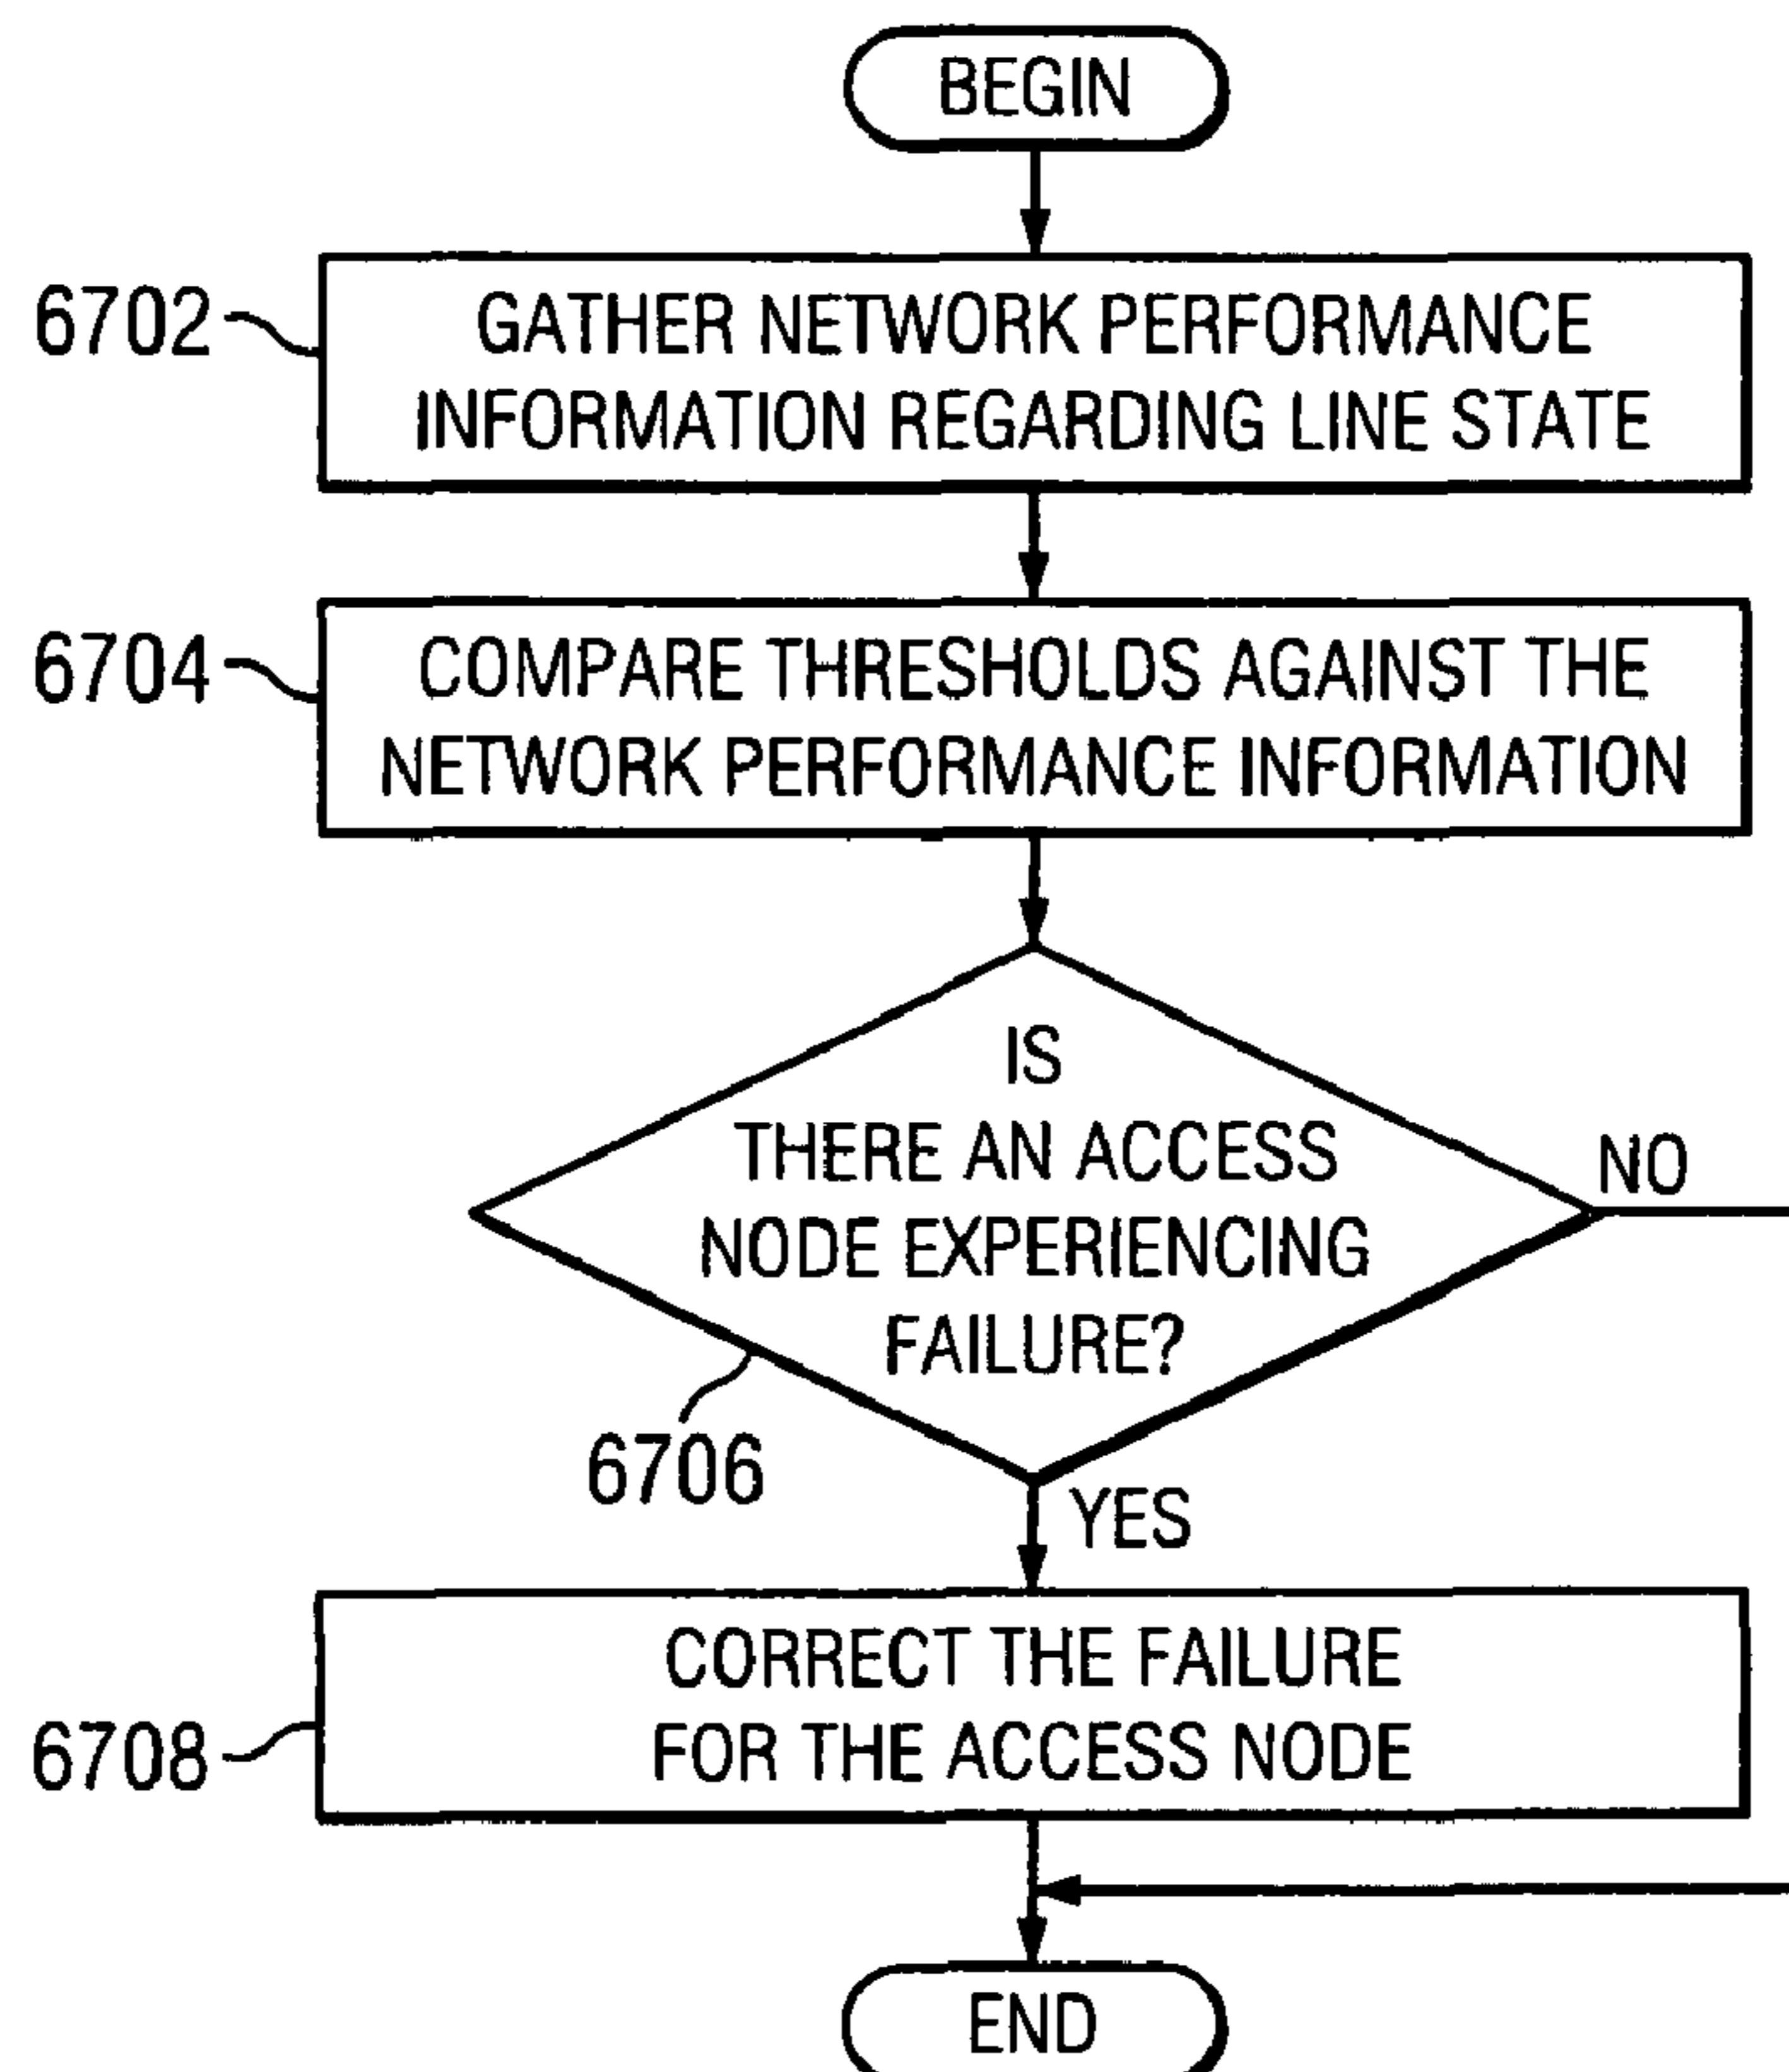 BEGIN
6702
GATHER NETWORK PERFORMANCE
INFORMATION REGARDING LINE STATE
6704
COMPARE THRESHOLDS AGAINST THE
NETWORK PERFORMANCE INFORMATION
IS
THERE AN ACCESS
NODE EXPERIENCING
FAILURE?
NO
6706
YES
6708
CORRECT THE FAILURE
FOR THE ACCESS NODE
END